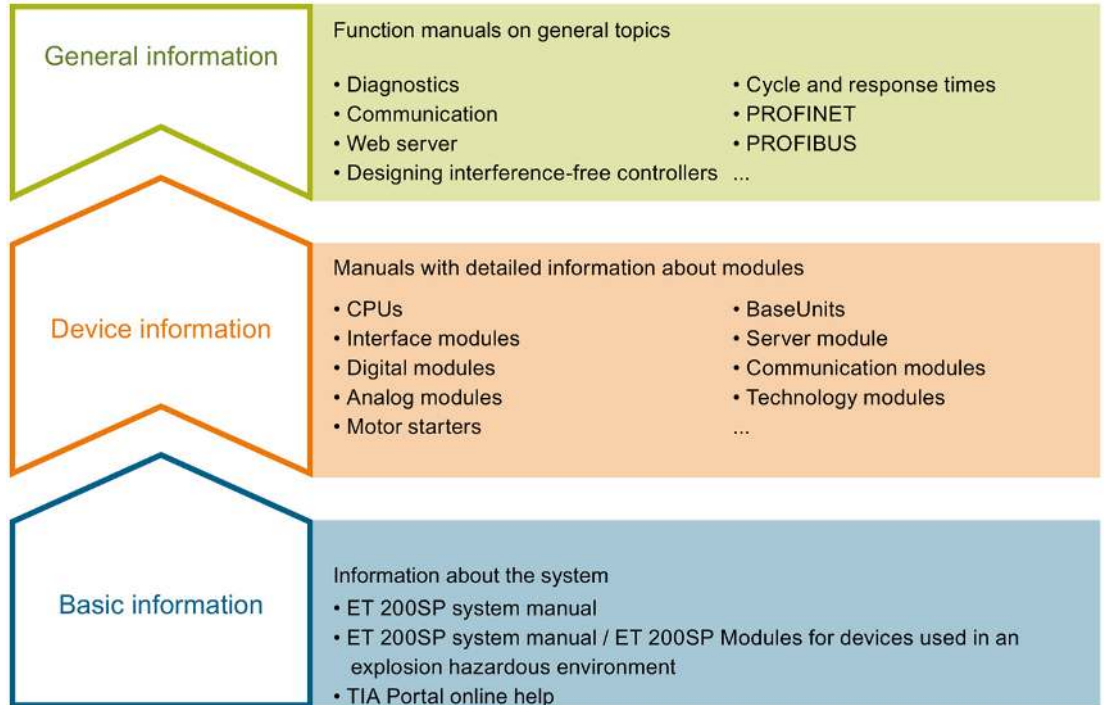 General information
Function manuals on general topics
• Diagnostics
• Communication
• Web server
• Designing interference-free controllers
• Cycle and response times
• PROFINET
• PROFIBUS
...
Device information
Manuals with detailed information about modules
• CPUs
• Interface modules
• Digital modules
• Analog modules
• Motor starters
• BaseUnits
• Server module
• Communication modules
• Technology modules
...
Basic information
Information about the system
• ET 200SP system manual
• ET 200SP system manual / ET 200SP Modules for devices used in an
explosion hazardous environment
• TIA Portal online help